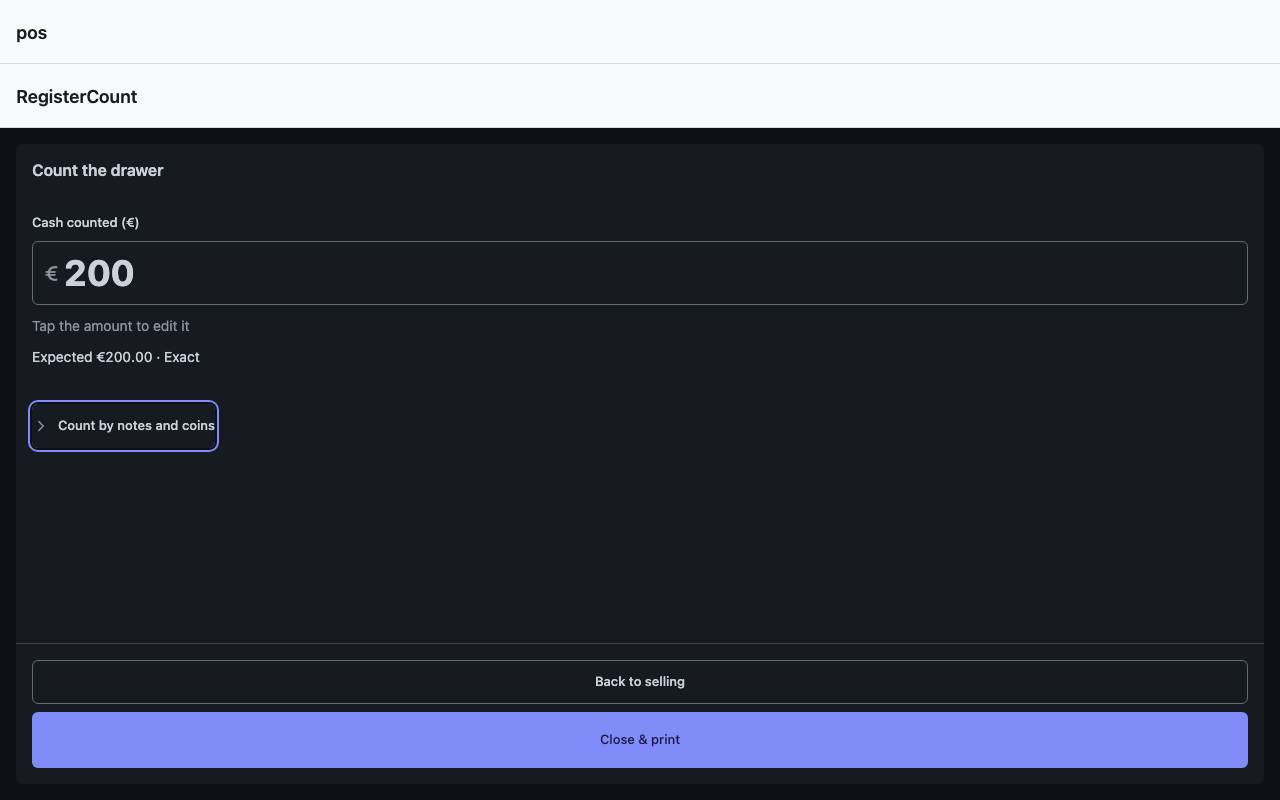 pos
RegisterCount
Count the drawer
Cash counted (€)
€ 200
Tap the amount to edit it
Expected €200.00 · Exact
Count by notes and coins
Back to selling
Close & print